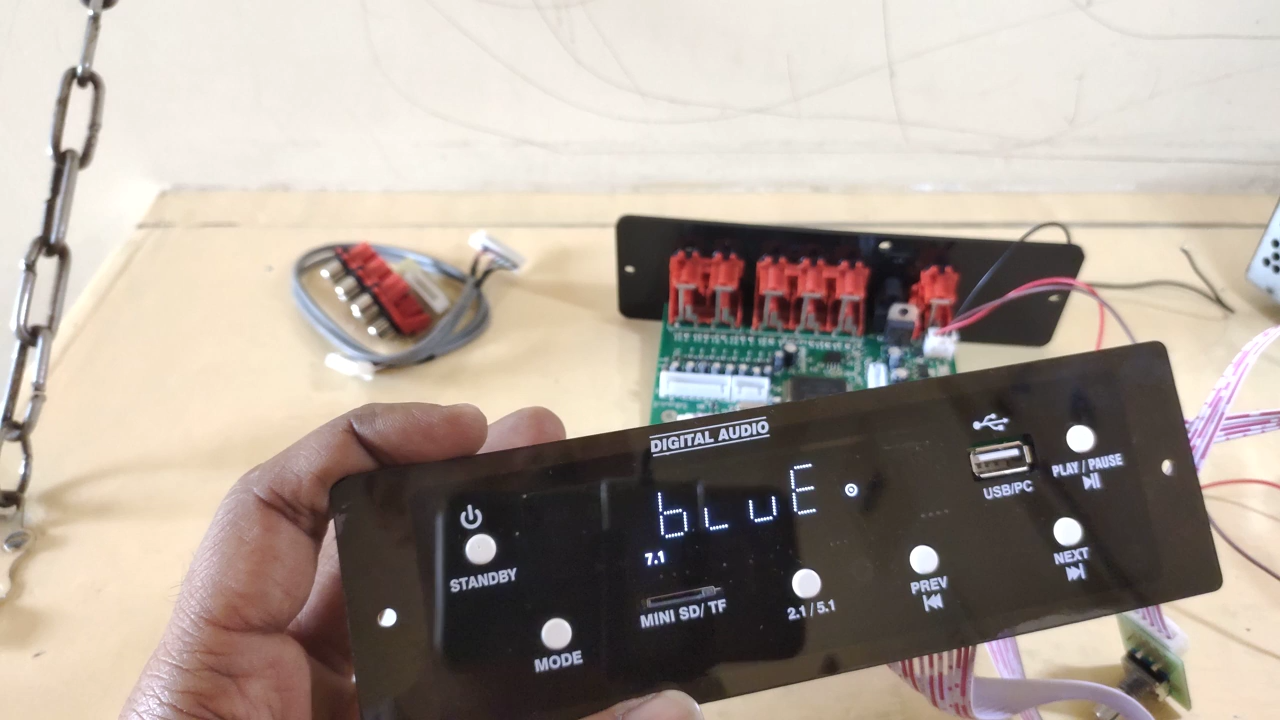 DIGITAL AUDIO
bLuE
7.1
STANDBY
MODE
MINI SD/ TF
2.1 / 5.1
PREV
USB/PC
PLAY / PAUSE
NEXT